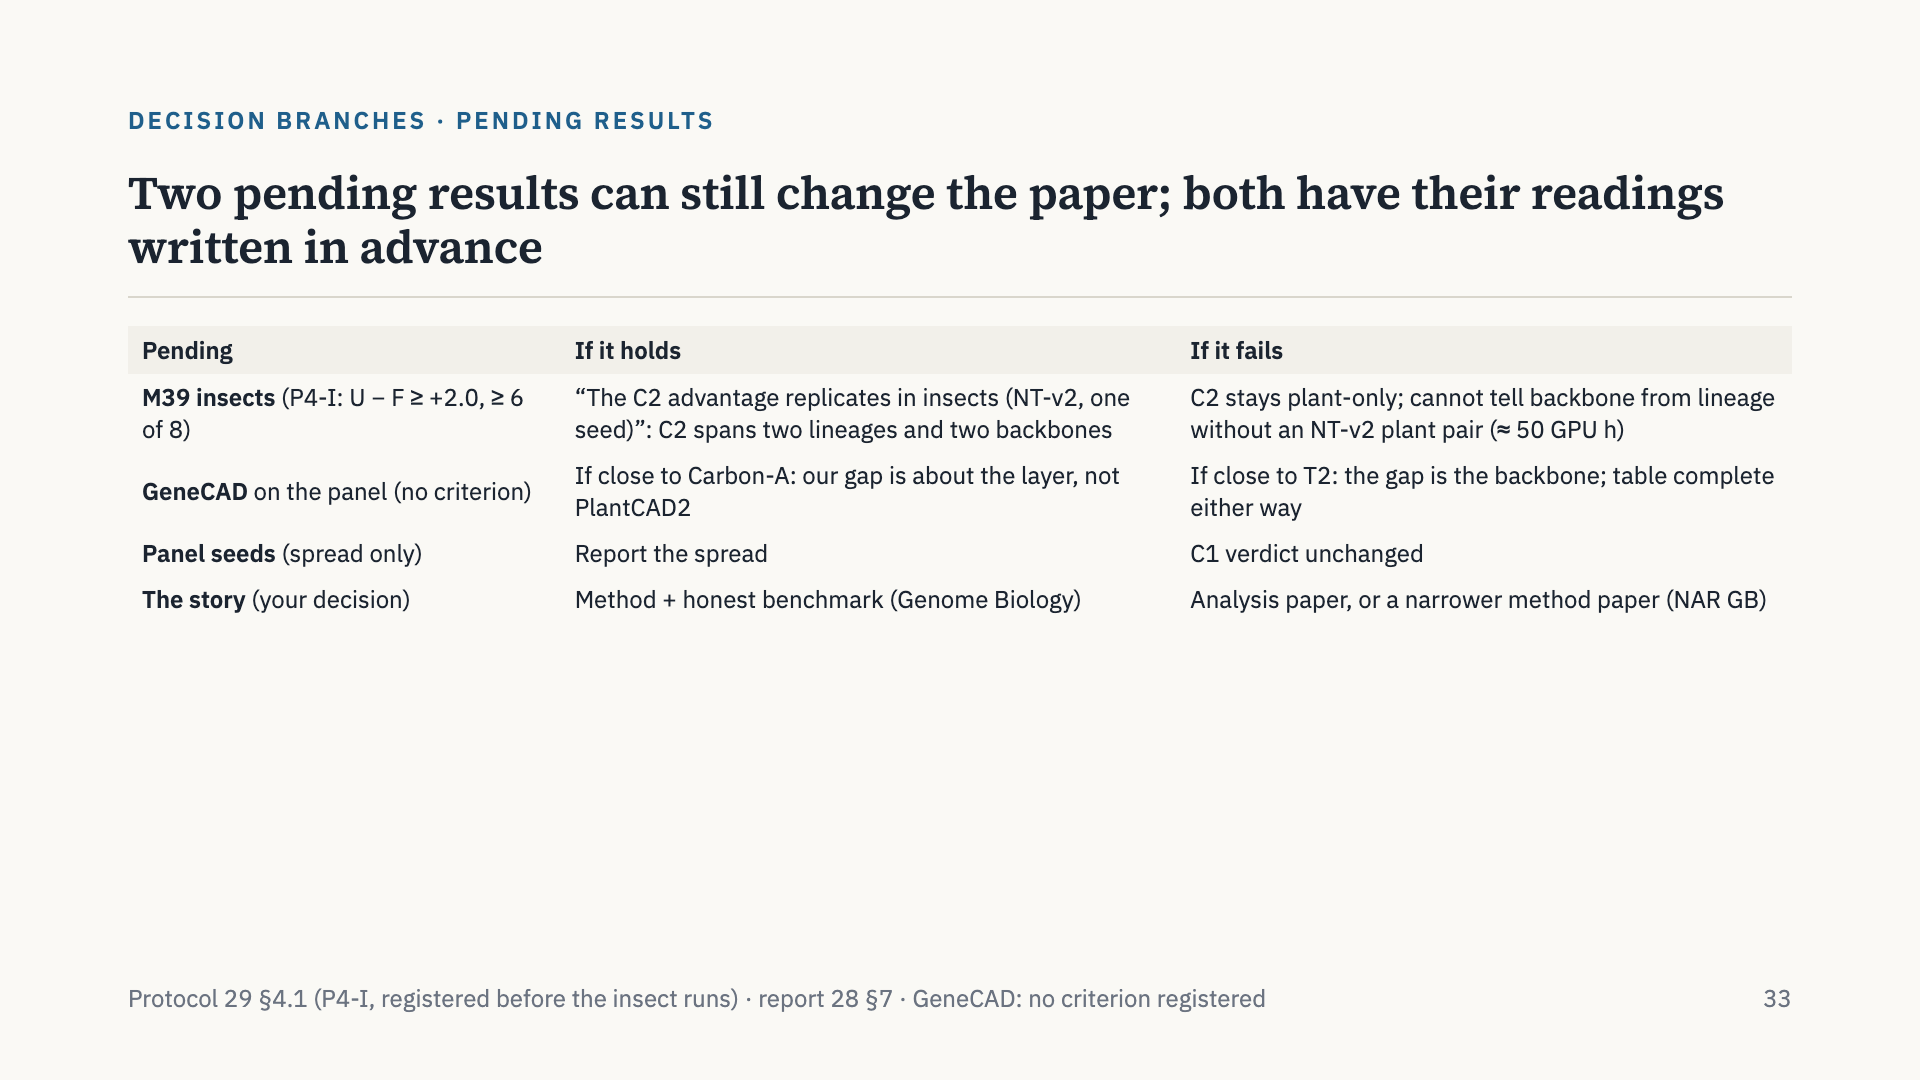 DECISION BRANCHES · PENDING RESULTS
Two pending results can still change the paper; both have their readings
written in advance
Pending
If it holds
If it fails
M39 insects (P4-I: U − F ≥ +2.0, ≥ 6
of 8)
“The C2 advantage replicates in insects (NT-v2, one
seed)”: C2 spans two lineages and two backbones
C2 stays plant-only; cannot tell backbone from lineage
without an NT-v2 plant pair (≈ 50 GPU h)
GeneCAD on the panel (no criterion)
If close to Carbon-A: our gap is about the layer, not
PlantCAD2
If close to T2: the gap is the backbone; table complete
either way
Panel seeds (spread only)
Report the spread
C1 verdict unchanged
The story (your decision)
Method + honest benchmark (Genome Biology)
Analysis paper, or a narrower method paper (NAR GB)
Protocol 29 §4.1 (P4-I, registered before the insect runs) · report 28 §7 · GeneCAD: no criterion registered
33